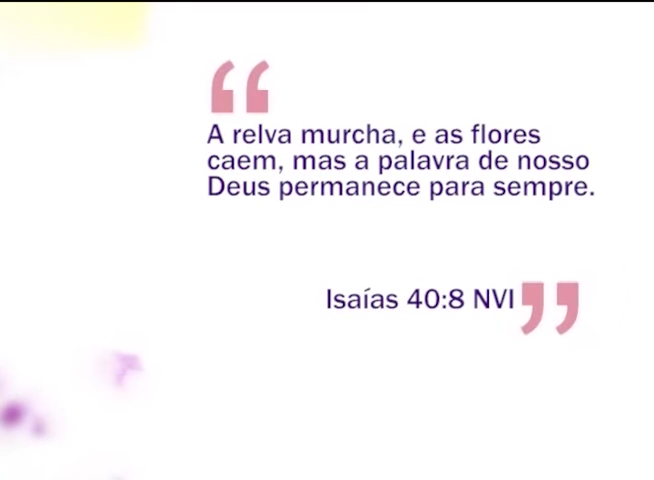 “
A relva murcha, e as flores
caem, mas a palavra de nosso
Deus permanece para sempre.
Isaías 40:8 NVI ”